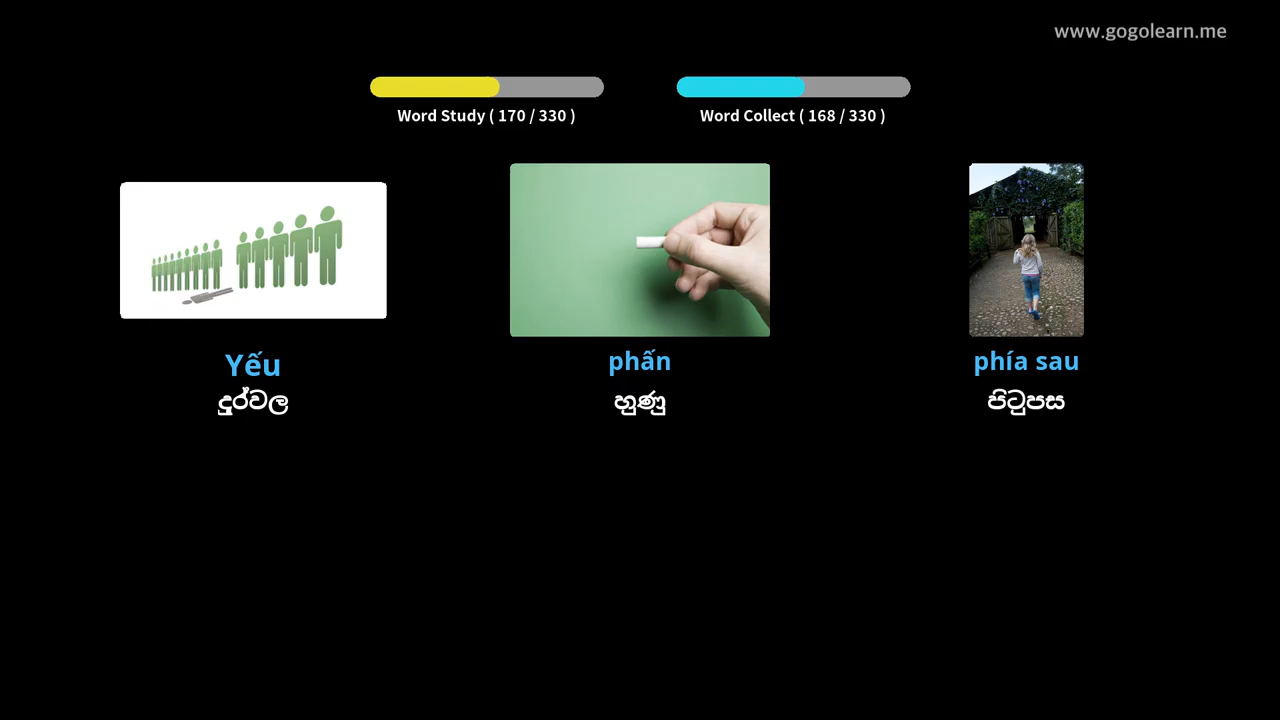 www.gogolearn.me
Word Study ( 170 / 330 )
Word Collect ( 168 / 330 )
Yếu
දුර්වල
phấn
හුණු
phía sau
පිටුපස